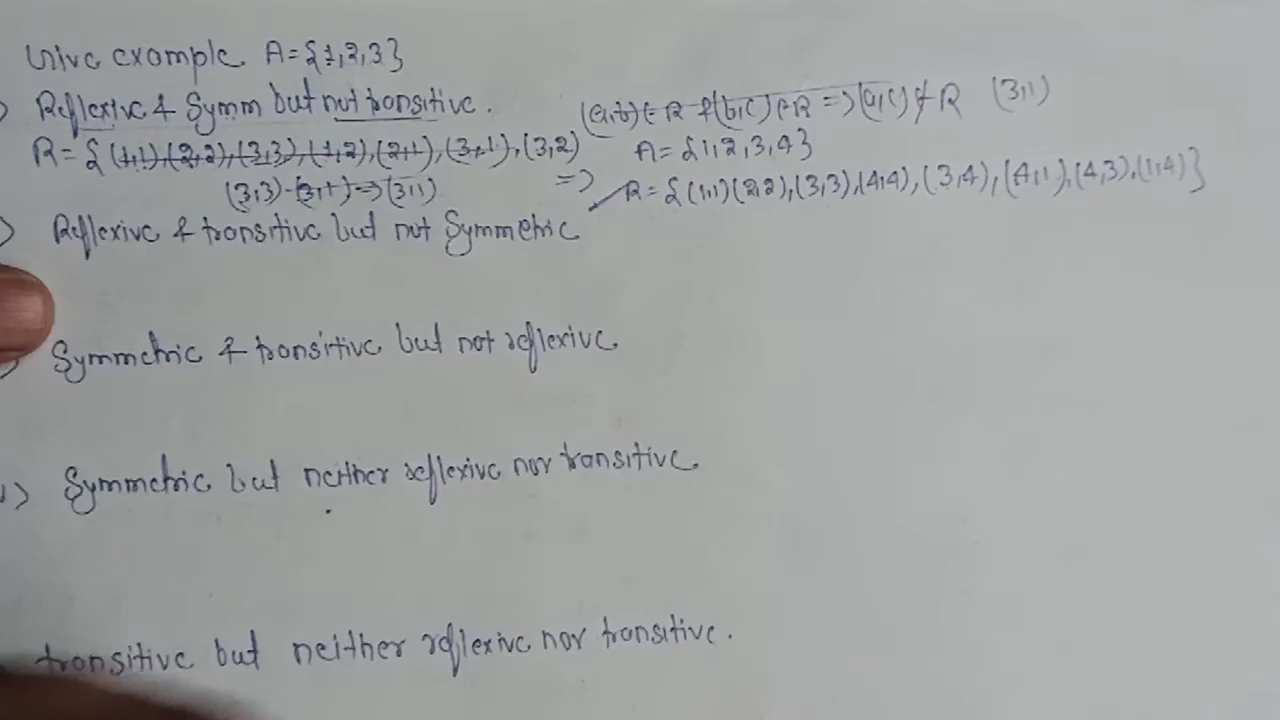 Give example A={1,2,3}
Reflexive & Symm but not transitive.
(a,b)∈R &(b,c)∈R => (a,c)∉R (3,1)
R={(1,1),(2,2),(3,3),(1,2),(2,1),(3,1),(3,2)
A={1,2,3,4}
(3,3) (3,1)=>(3,1)
=> R={(1,1)(2,2),(3,3),(4,4),(3,4),(4,1),(4,3),(1,4)}
Reflexive & transitive but not Symmetric
Symmetric & transitive but not reflexive.
Symmetric but neither reflexive nor transitive.
transitive but neither reflexive nor transitive.